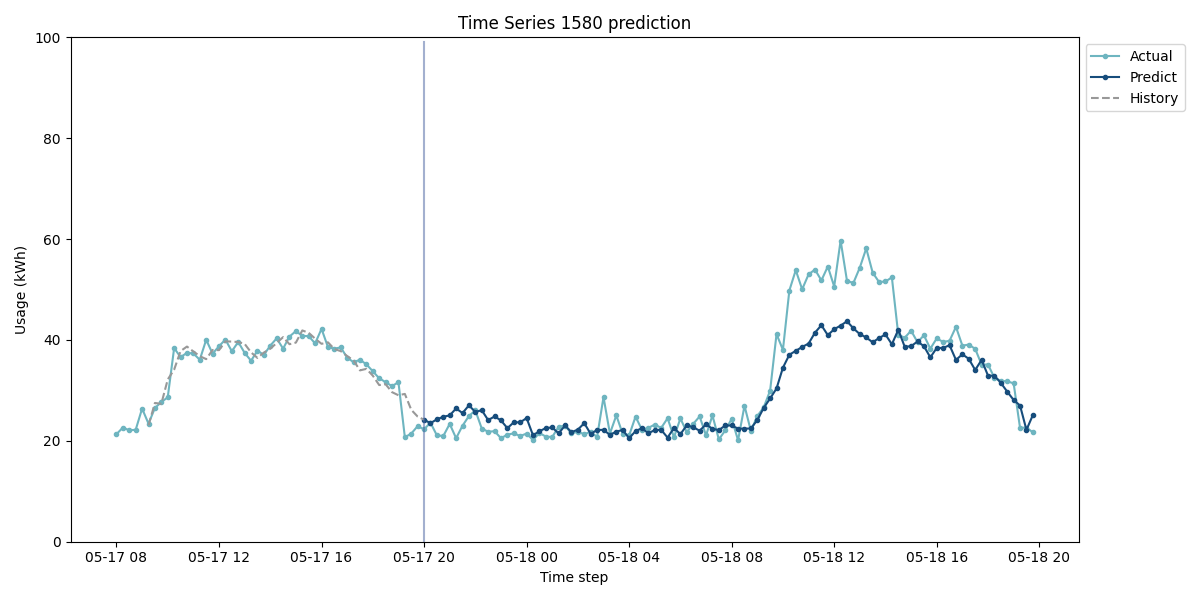 Time Series 1580 prediction
100
80
60
40
20
0
Usage (kWh)
05-17 08
05-17 12
05-17 16
05-17 20
05-18 00
05-18 04
05-18 08
05-18 12
05-18 16
05-18 20
Time step
Actual
Predict
History